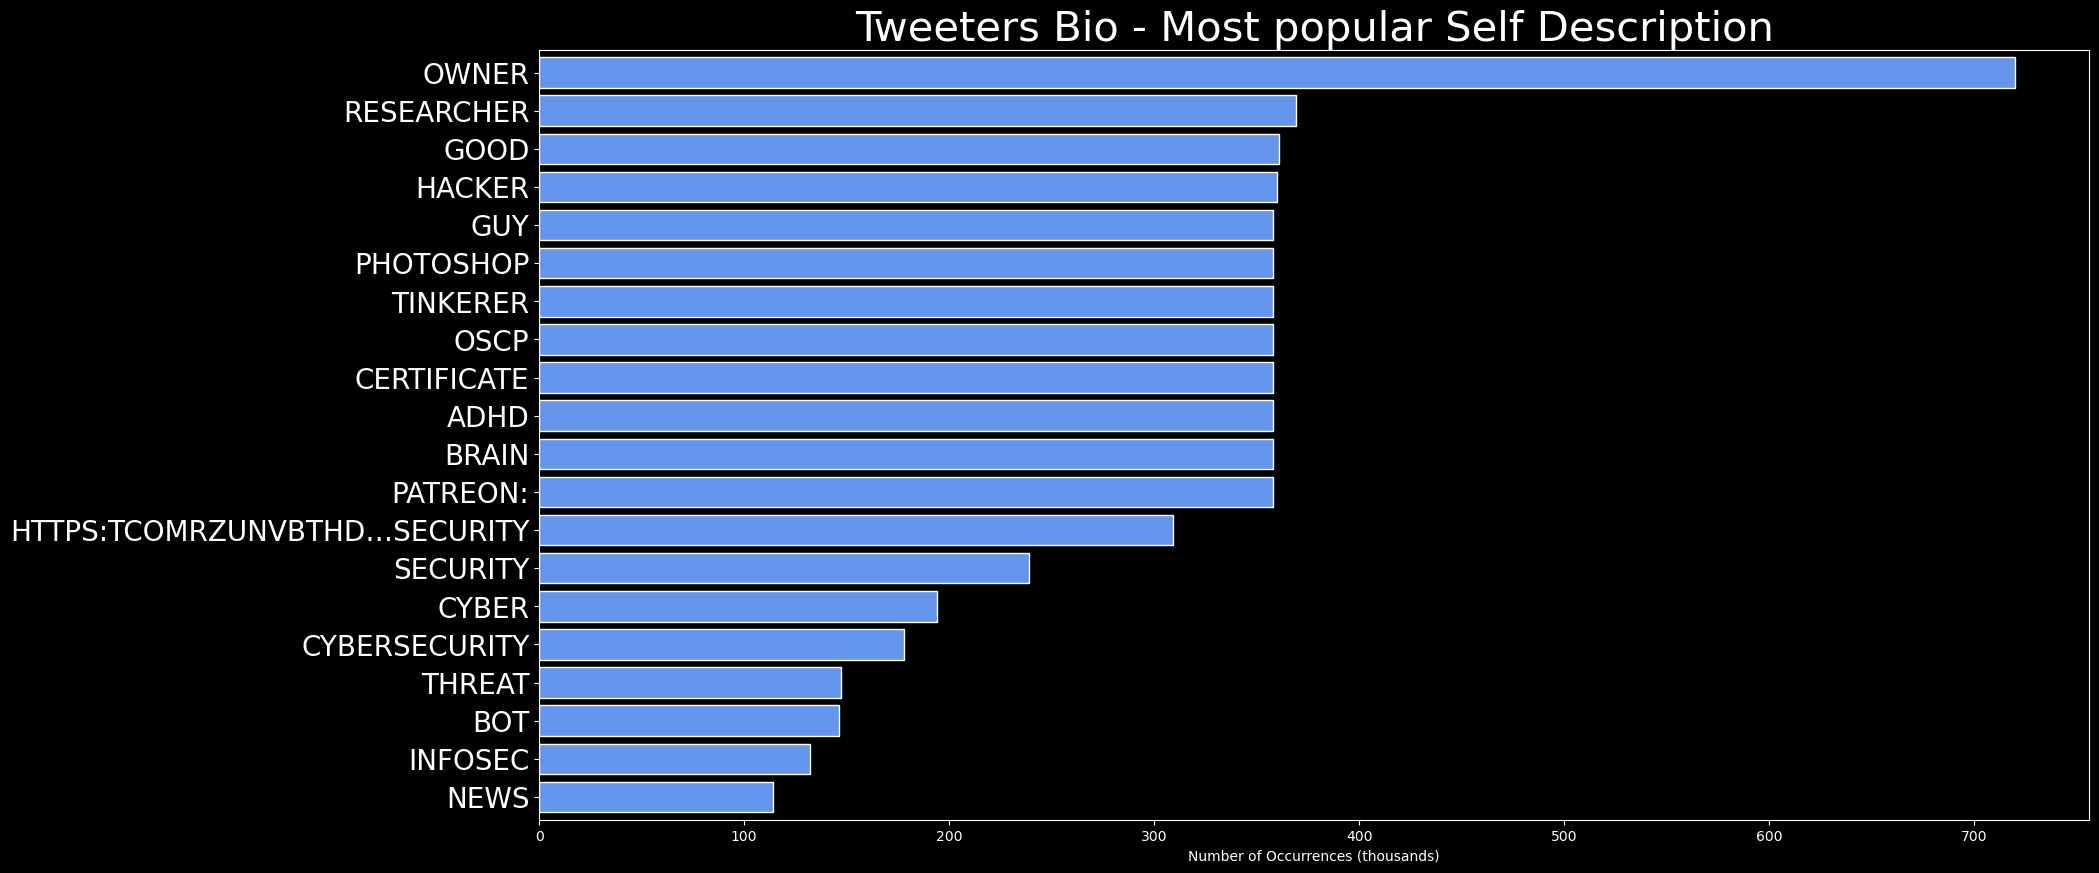 Tweeters Bio - Most popular Self Description
OWNER
RESEARCHER
GOOD
HACKER
GUY
PHOTOSHOP
TINKERER
OSCP
CERTIFICATE
ADHD
BRAIN
PATREON:
HTTPS:TCOMRZUNVBTHD...SECURITY
SECURITY
CYBER
CYBERSECURITY
THREAT
BOT
INFOSEC
NEWS
0 100 200 300 400 500 600 700
Number of Occurrences (thousands)